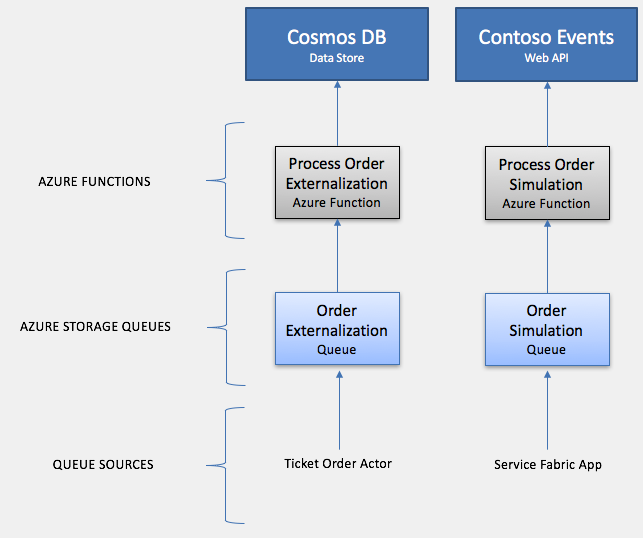 Cosmos DB
Data Store
Contoso Events
Web API
AZURE FUNCTIONS
Process Order
Externalization
Azure Function
Process Order
Simulation
Azure Function
AZURE STORAGE QUEUES
Order
Externalization
Queue
Order
Simulation
Queue
QUEUE SOURCES
Ticket Order Actor
Service Fabric App